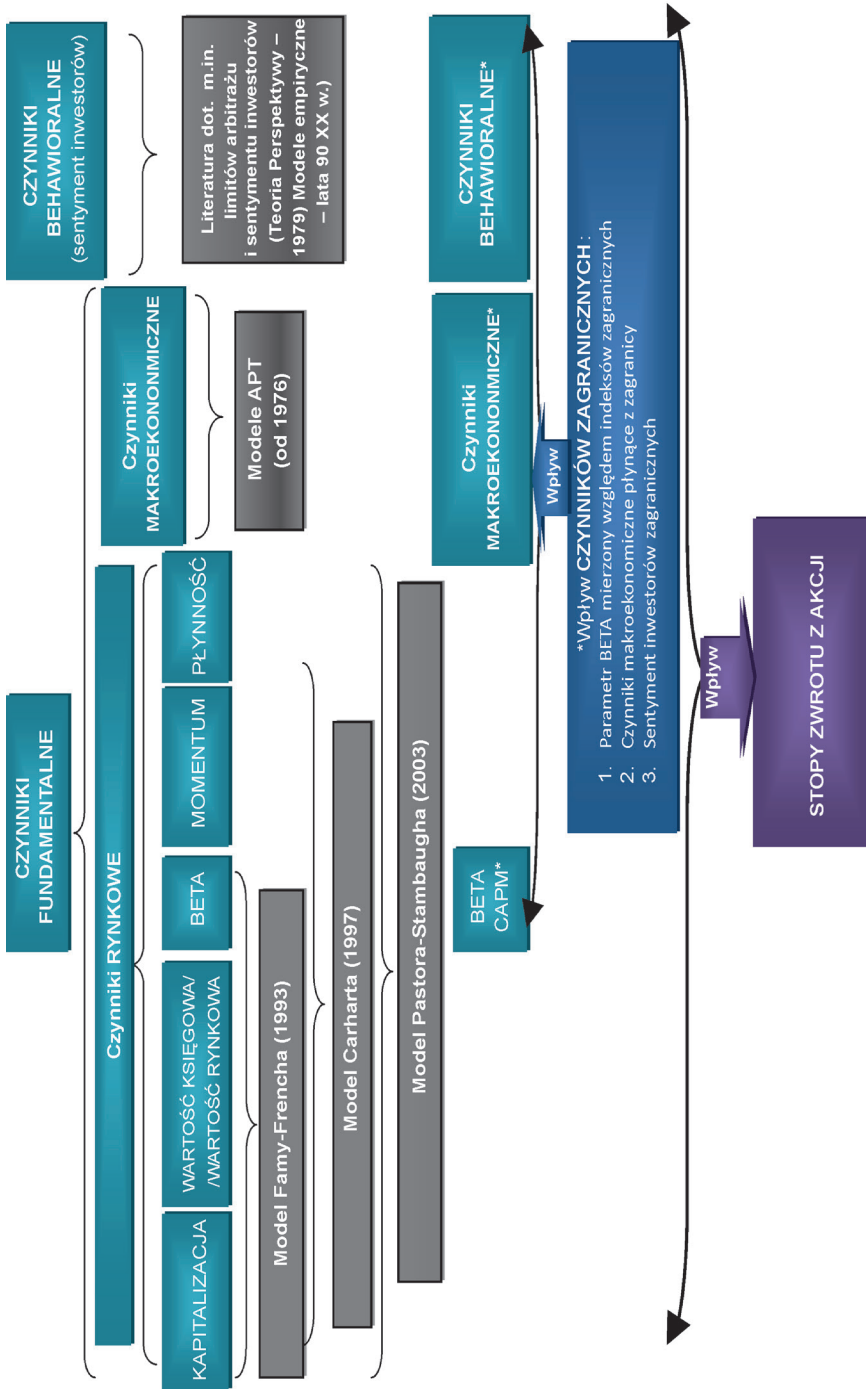 CZYNNIKI
FUNDAMENTALNE
CZYNNIKI
BEHAWIORALNE
(sentyment inwestorów)
Czynniki RYNKOWE
Czynniki
MAKROEKONONMICZNE
KAPITALIZACJA
WARTOŚĆ KSIĘGOWA/
/WARTOŚĆ RYNKOWA
BETA
MOMENTUM
PŁYNNOŚĆ
Modele APT
(od 1976)
Literatura dot. m.in.
limitów arbitrażu
i sentymentu inwestorów
(Teoria Perspektywy –
1979) Modele empiryczne
– lata 90 XX w.)
Model Famy-Frencha (1993)
Model Carharta (1997)
Model Pastora-Stambaugha (2003)
BETA
CAPM*
Czynniki
MAKROEKONONMICZNE*
CZYNNIKI
BEHAWIORALNE*
Wpływ
*Wpływ CZYNNIKÓW ZAGRANICZNYCH:
1. Parametr BETA mierzony względem indeksów zagranicznych
2. Czynniki makroekonomiczne płynące z zagranicy
3. Sentyment inwestorów zagranicznych
Wpływ
STOPY ZWROTU Z AKCJI